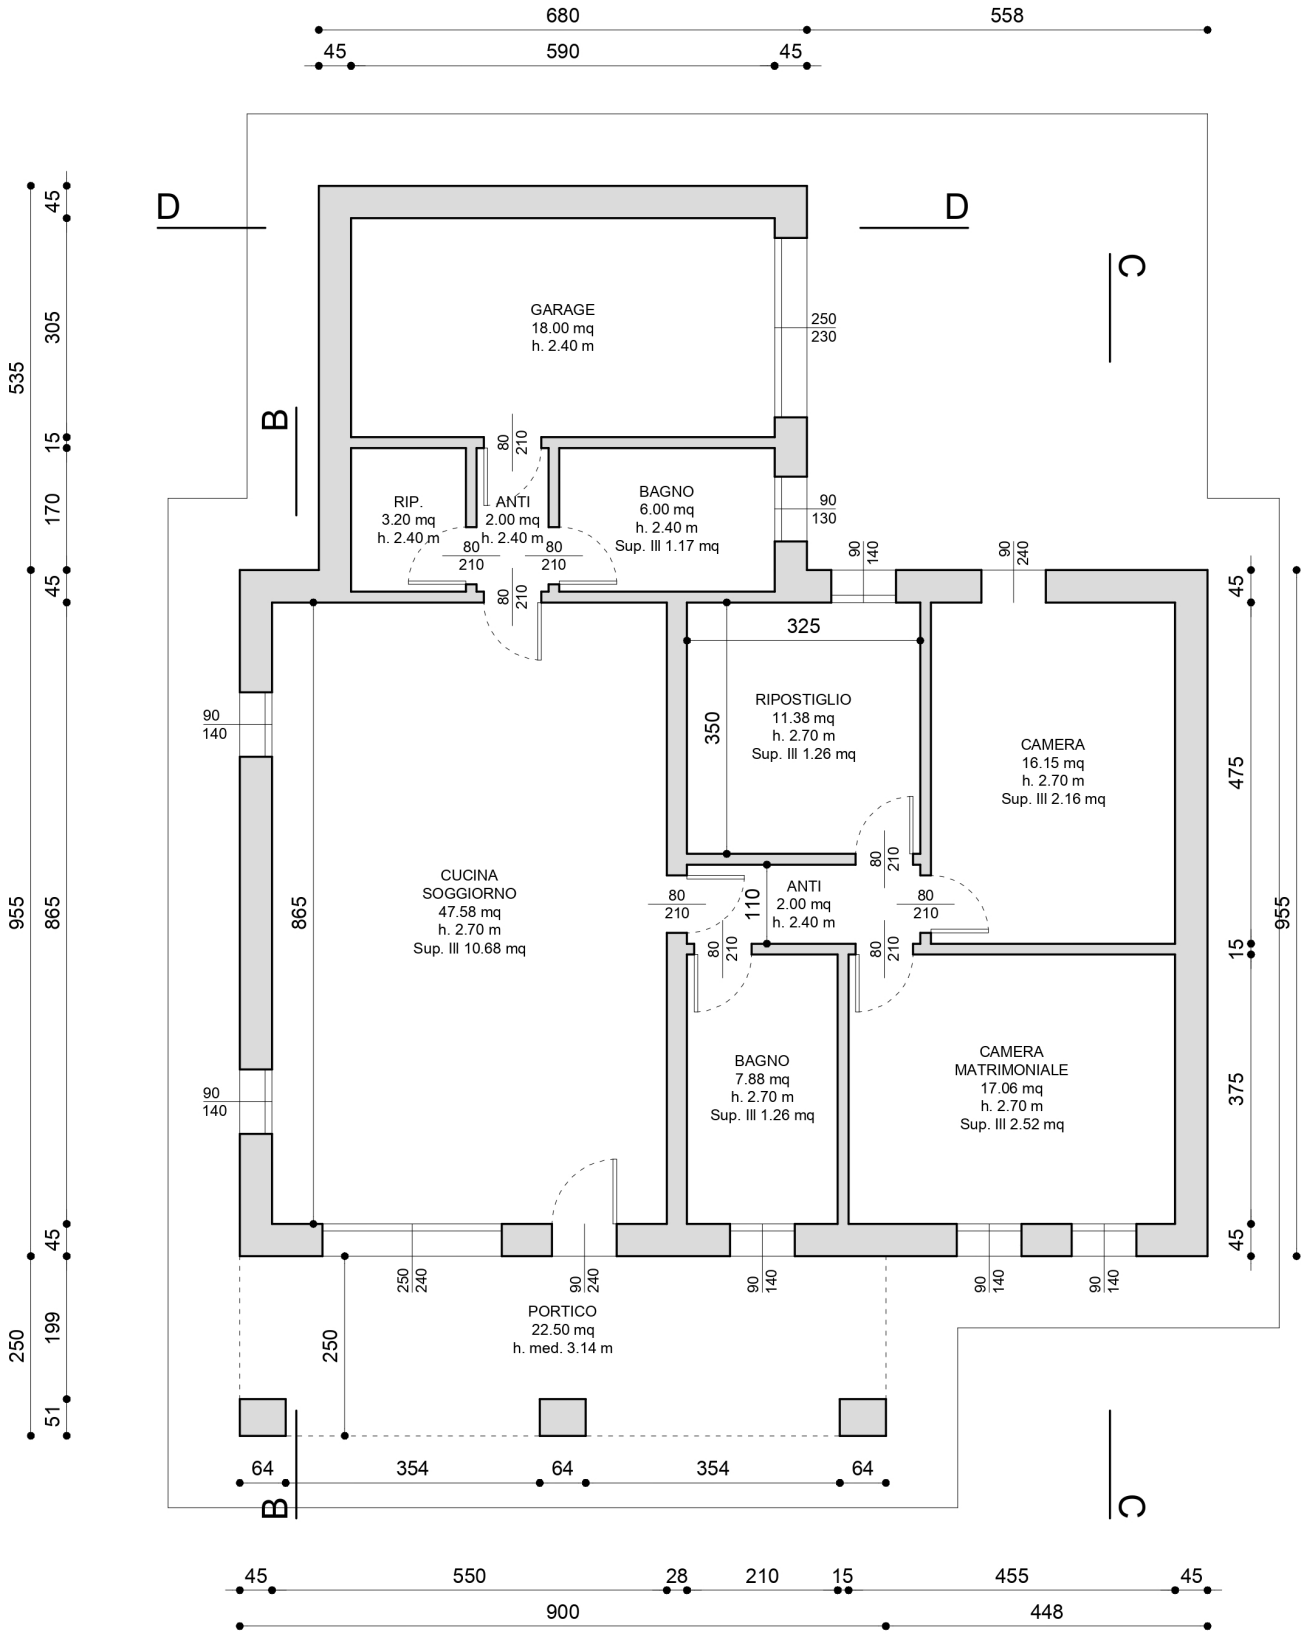 680
558
45
590
45
D
D
C
B
45
305
535
15
170
45
GARAGE
18.00 mq
h. 2.40 m
250
230
80
210
RIP.
3.20 mq
h. 2.40 m
ANTI
2.00 mq
h. 2.40 m
BAGNO
6.00 mq
h. 2.40 m
Sup. III 1.17 mq
90
130
80
210
80
210
80
210
90
140
90
240
45
325
350
RIPOSTIGLIO
11.38 mq
h. 2.70 m
Sup. III 1.26 mq
CAMERA
16.15 mq
h. 2.70 m
Sup. III 2.16 mq
475
90
140
955
865
865
CUCINA
SOGGIORNO
47.58 mq
h. 2.70 m
Sup. III 10.68 mq
80
210
110
ANTI
2.00 mq
h. 2.40 m
80
210
80
210
80
210
80
210
955
15
90
140
BAGNO
7.88 mq
h. 2.70 m
Sup. III 1.26 mq
CAMERA
MATRIMONIALE
17.06 mq
h. 2.70 m
Sup. III 2.52 mq
375
45
45
250
240
90
240
90
140
90
140
90
140
PORTICO
22.50 mq
h. med. 3.14 m
250
199
250
51
64
354
64
354
64
B
C
45
550
28
210
15
455
45
900
448